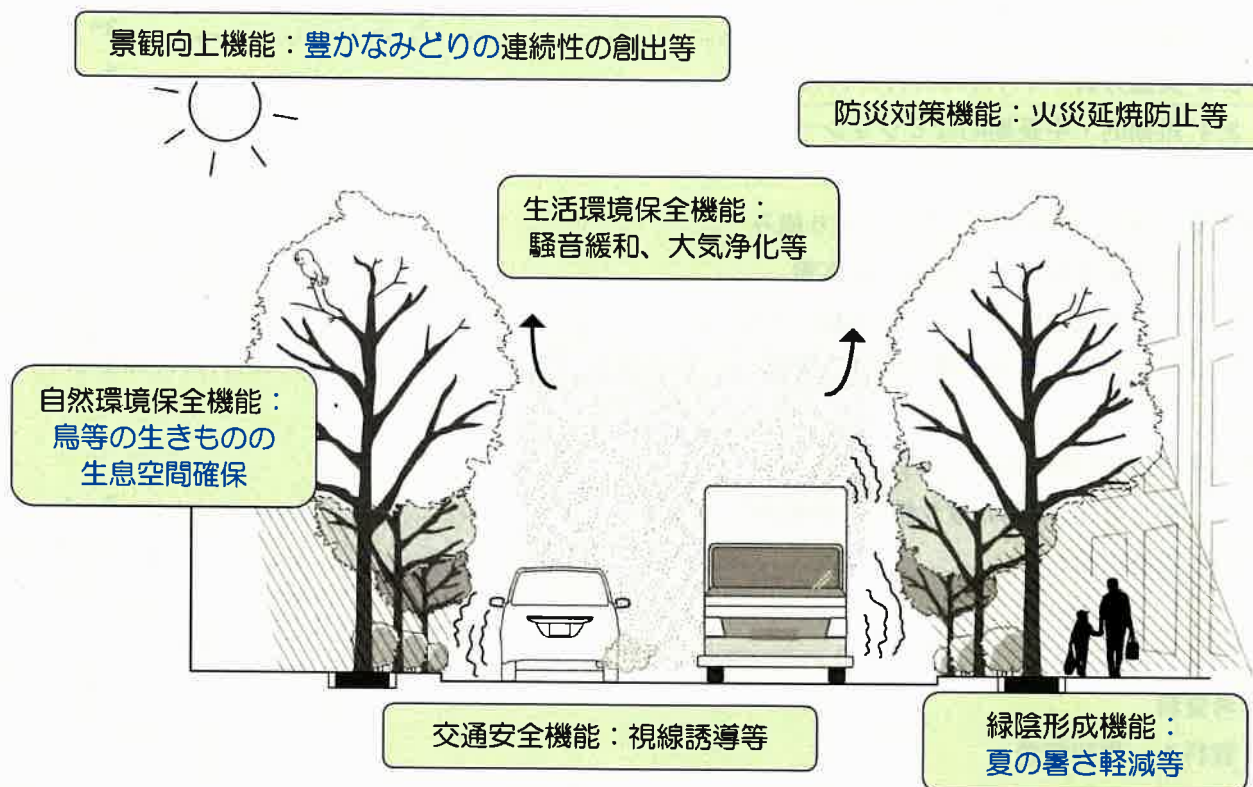 景観向上機能：豊かなみどりの連続性の創出等
防災対策機能：火災延焼防止等
生活環境保全機能：
騒音緩和、大気浄化等
自然環境保全機能：
鳥等の生きものの
生息空間確保
交通安全機能：視線誘導等
緑陰形成機能：
夏の暑さ軽減等